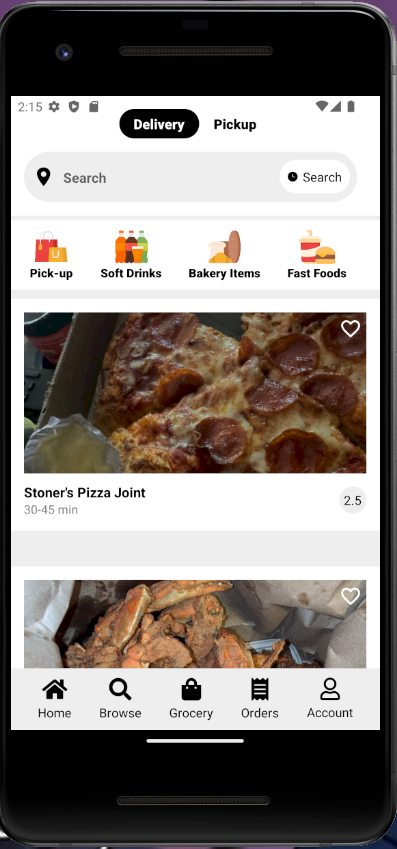 2:15
Delivery Pickup
Search Search
Pick-up Soft Drinks Bakery Items Fast Foods
Stoner's Pizza Joint
30-45 min
2.5
Home Browse Grocery Orders Account